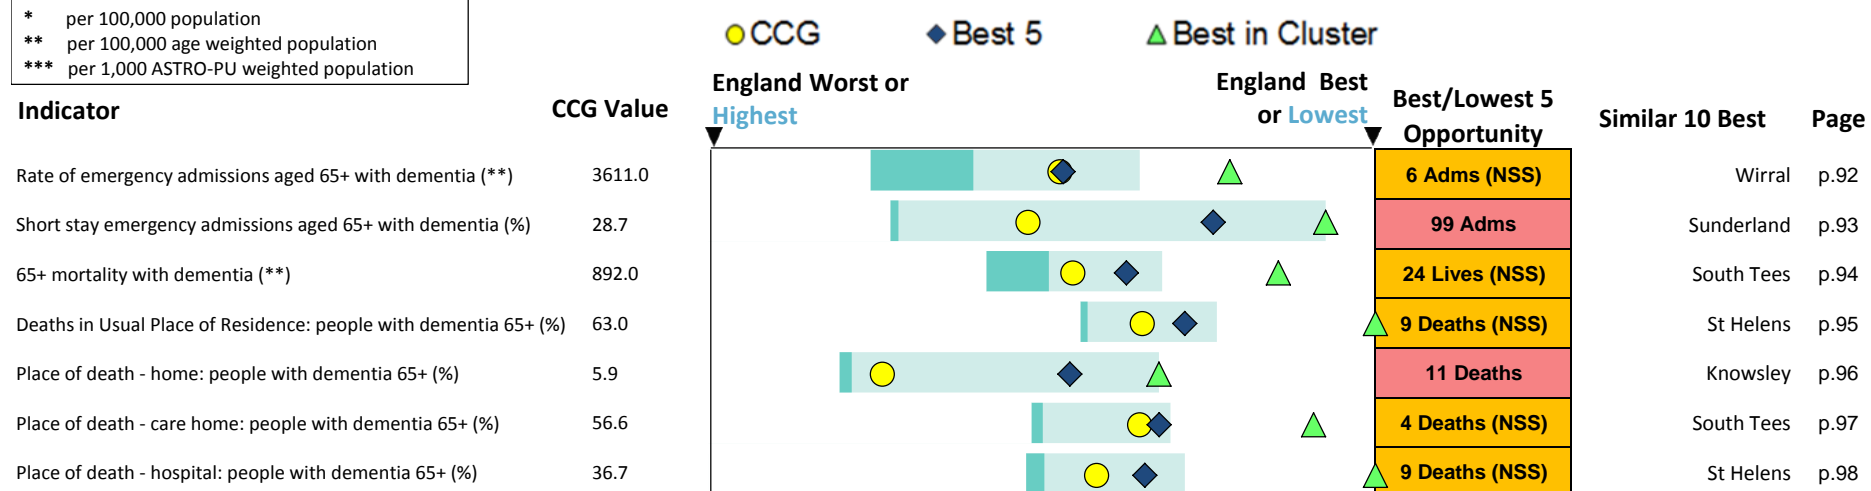 * per 100,000 population
** per 100,000 age weighted population
*** per 1,000 ASTRO-PU weighted population
CCG Best 5 Best in Cluster
Indicator CCG Value England Worst or Highest England Best or Lowest Best/Lowest 5 Opportunity Similar 10 Best Page
Rate of emergency admissions aged 65+ with dementia (**) 3611.0 6 Adms (NSS) Wirral p.92
Short stay emergency admissions aged 65+ with dementia (%) 28.7 99 Adms Sunderland p.93
65+ mortality with dementia (**) 892.0 24 Lives (NSS) South Tees p.94
Deaths in Usual Place of Residence: people with dementia 65+ (%) 63.0 9 Deaths (NSS) St Helens p.95
Place of death - home: people with dementia 65+ (%) 5.9 11 Deaths Knowsley p.96
Place of death - care home: people with dementia 65+ (%) 56.6 4 Deaths (NSS) South Tees p.97
Place of death - hospital: people with dementia 65+ (%) 36.7 9 Deaths (NSS) St Helens p.98